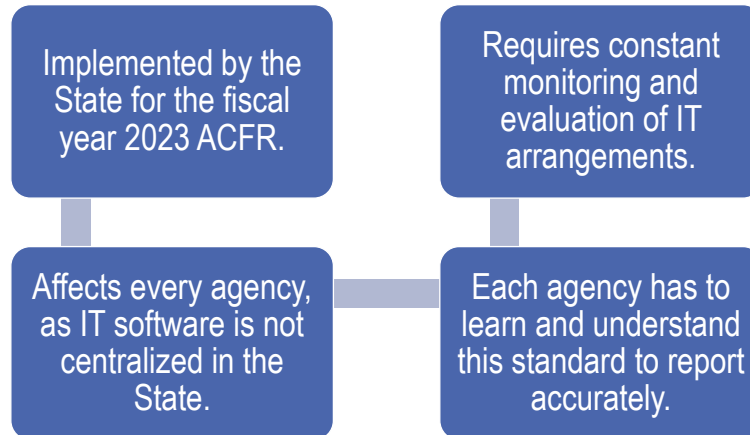 Implemented by the
State for the fiscal
year 2023 ACFR.
Affects every agency,
as IT software is not
centralized in the
State.
Each agency has to
learn and understand
this standard to report
accurately.
Requires constant
monitoring and
evaluation of IT
arrangements.